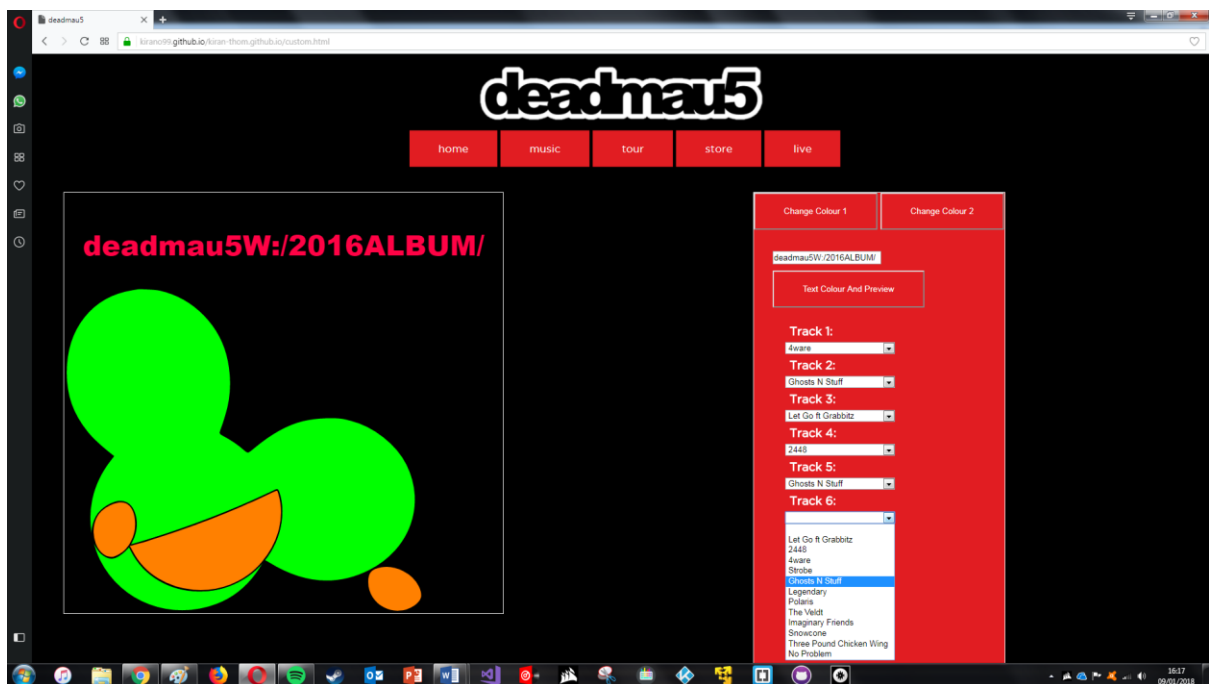 deadmau5
kirano99.github.io/kiran-thom.github.io/custom.html
deadmau5
home music tour store live
Change Colour 1 Change Colour 2
deadmau5W:/2016ALBUM/
deadmau5W:/2016ALBUM/
Text Colour And Preview
Track 1:
4ware
Track 2:
Ghosts N Stuff
Track 3:
Let Go ft Grabbitz
Track 4:
2448
Track 5:
Ghosts N Stuff
Track 6:
Let Go ft Grabbitz
2448
4ware
Strobe
Ghosts N Stuff
Legendary
Polaris
The Veldt
Imaginary Friends
Snowcone
Three Pound Chicken Wing
No Problem
16:17
09/01/2018